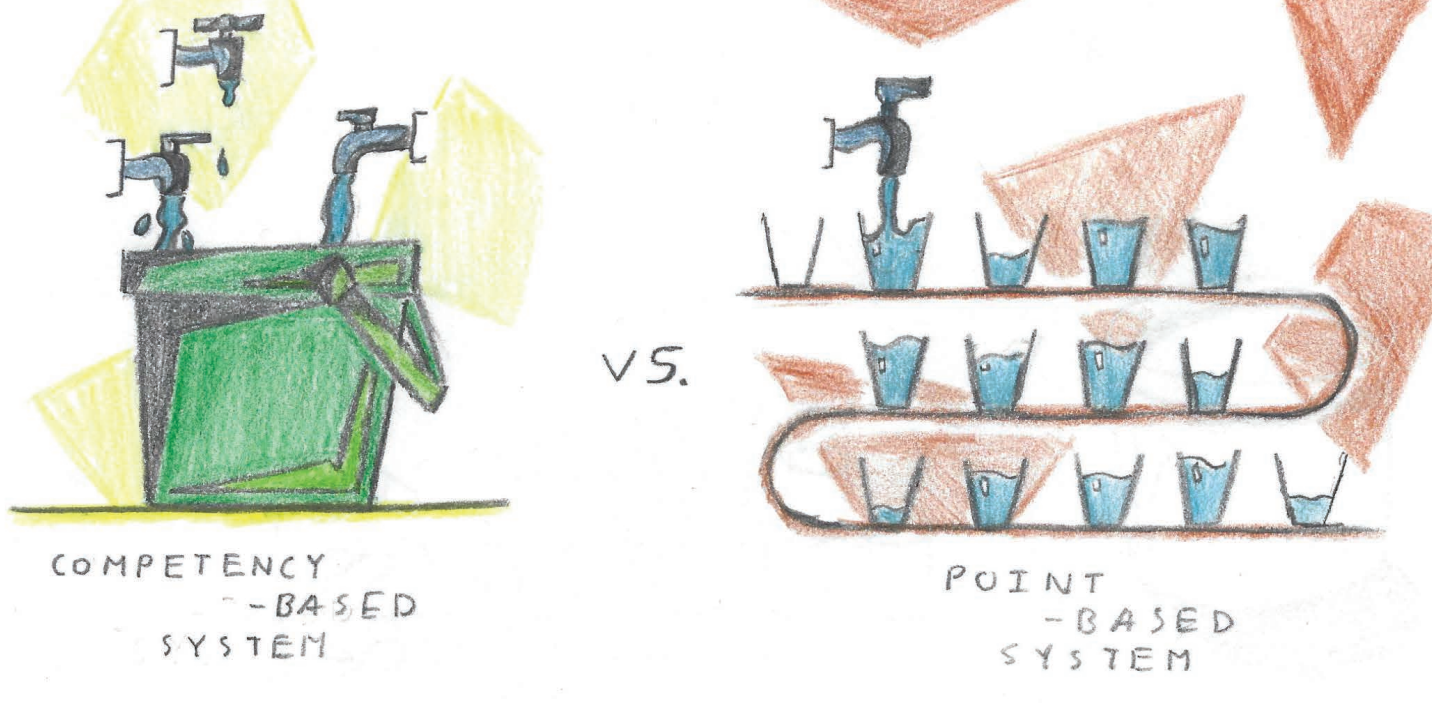 COMPETENCY
-BASED
SYSTEM
VS.
POINT
-BASED
SYSTEM